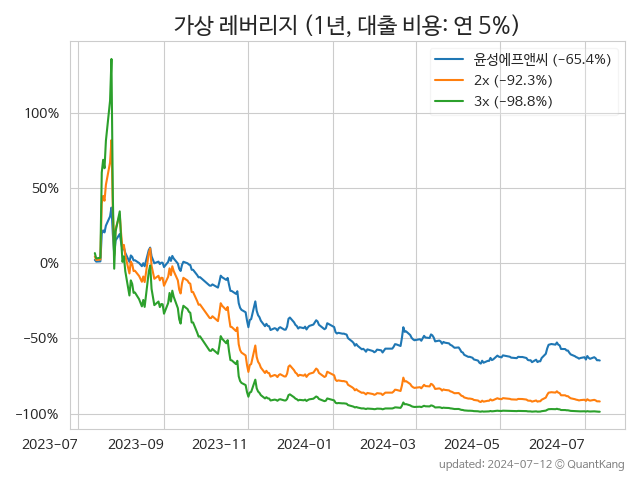 가상 레버리지 (1년, 대출 비용: 연 5%)
윤성에프앤씨 (-65.4%)
2x (-92.3%)
3x (-98.8%)
100%
50%
0%
-50%
-100%
2023-07 2023-09 2023-11 2024-01 2024-03 2024-05 2024-07
updated: 2024-07-12 © QuantKang